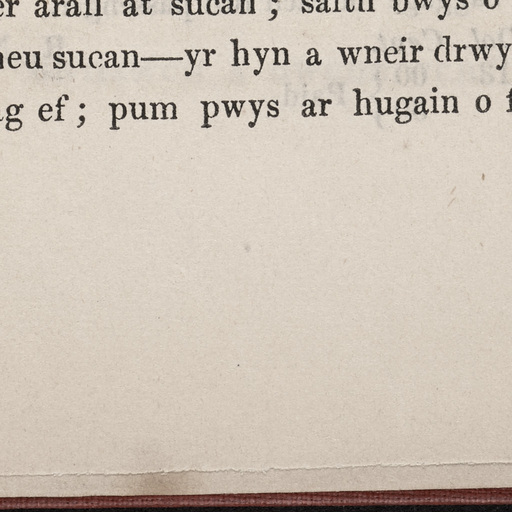 er arall at sucan; saith bwys o
neu sucan—yr hyn a wneir drwy
g ef; pum pwys ar hugain o f